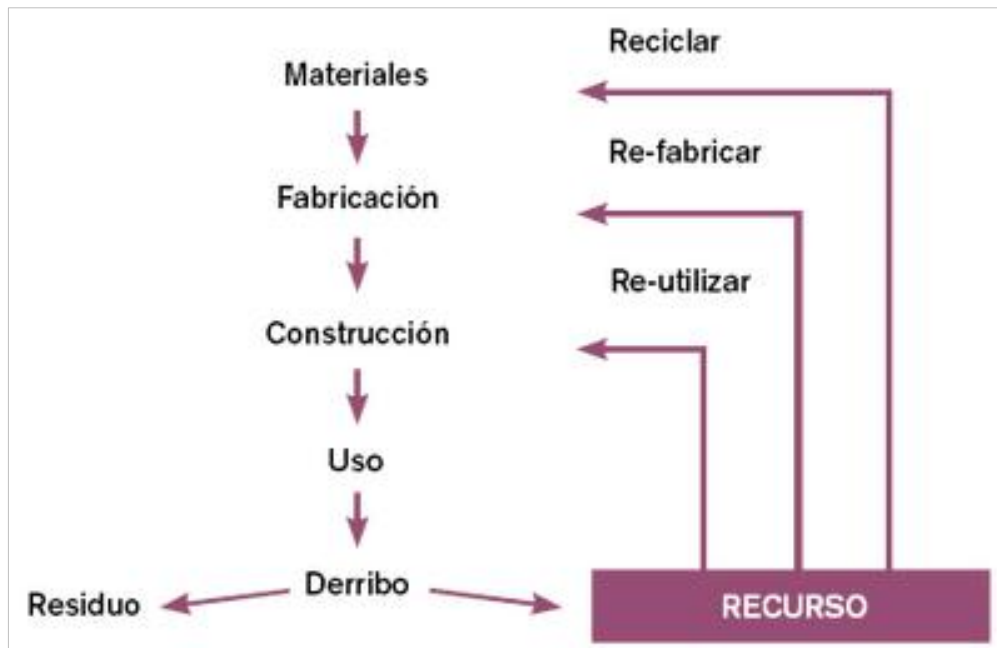 Reciclar
Materiales
Re-fabricar
Fabricación
Re-utilizar
Construcción
Uso
Derribo
Residuo
RECURSO